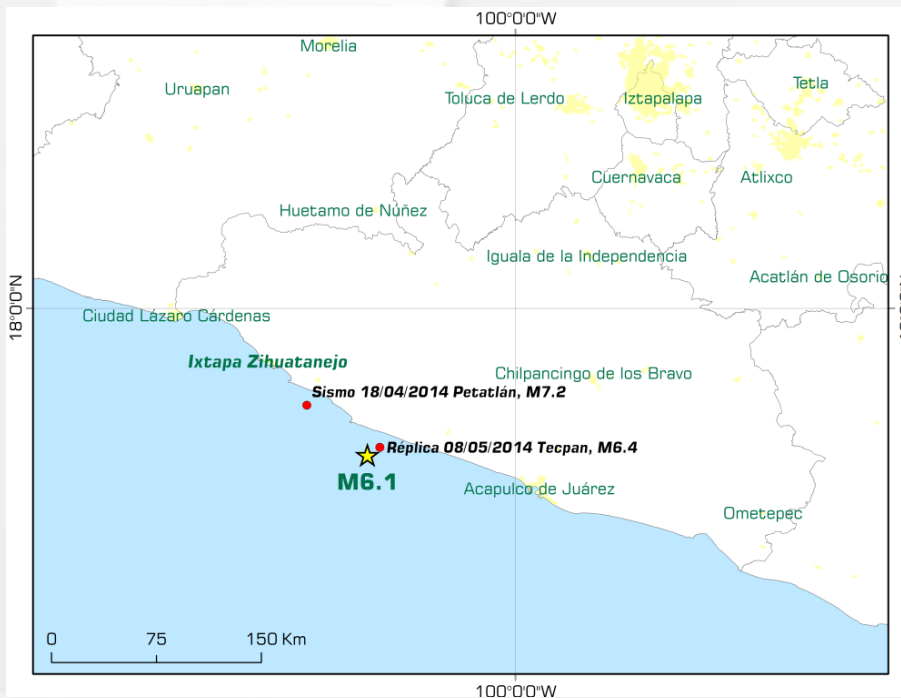 100°0'0"W
Morelia
Uruapan
Toluca de Lerdo
Iztapalapa
Tetla
Cuernavaca
Atlixco
Huetamo de Núñez
Iguala de la Independencia
Acatlán de Osorio
18°0'0"N
Ciudad Lázaro Cárdenas
Ixtapa Zihuatanejo
Chilpancingo de los Bravo
Sismo 18/04/2014 Petatlán, M7.2
Réplica 08/05/2014 Tecpan, M6.4
M6.1
Acapulco de Juárez
Ometepec
0 75 150 Km
100°0'0"W